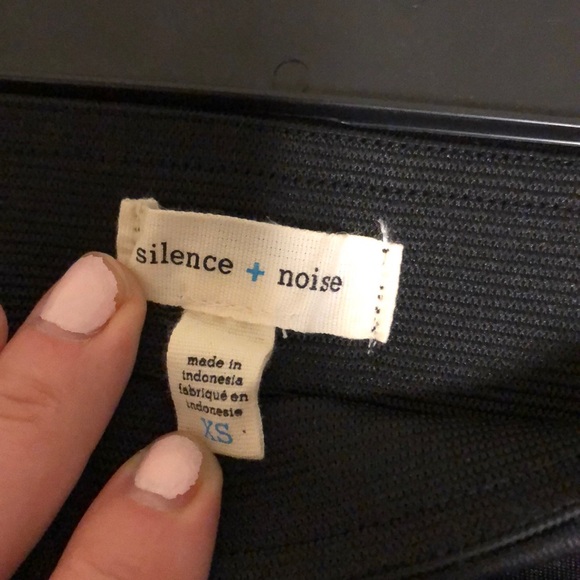 silence + noise
made in
indonesia
fabriqué en
indonesie
XS